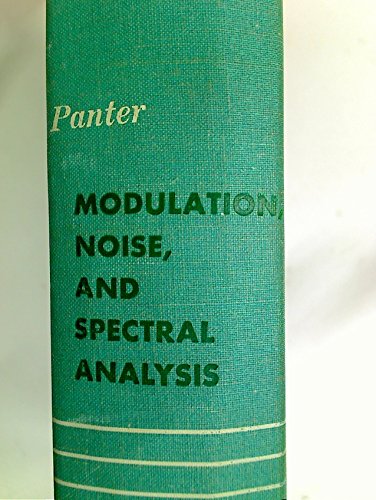 Panter
MODULATION,
NOISE,
AND
SPECTRAL
ANALYSIS